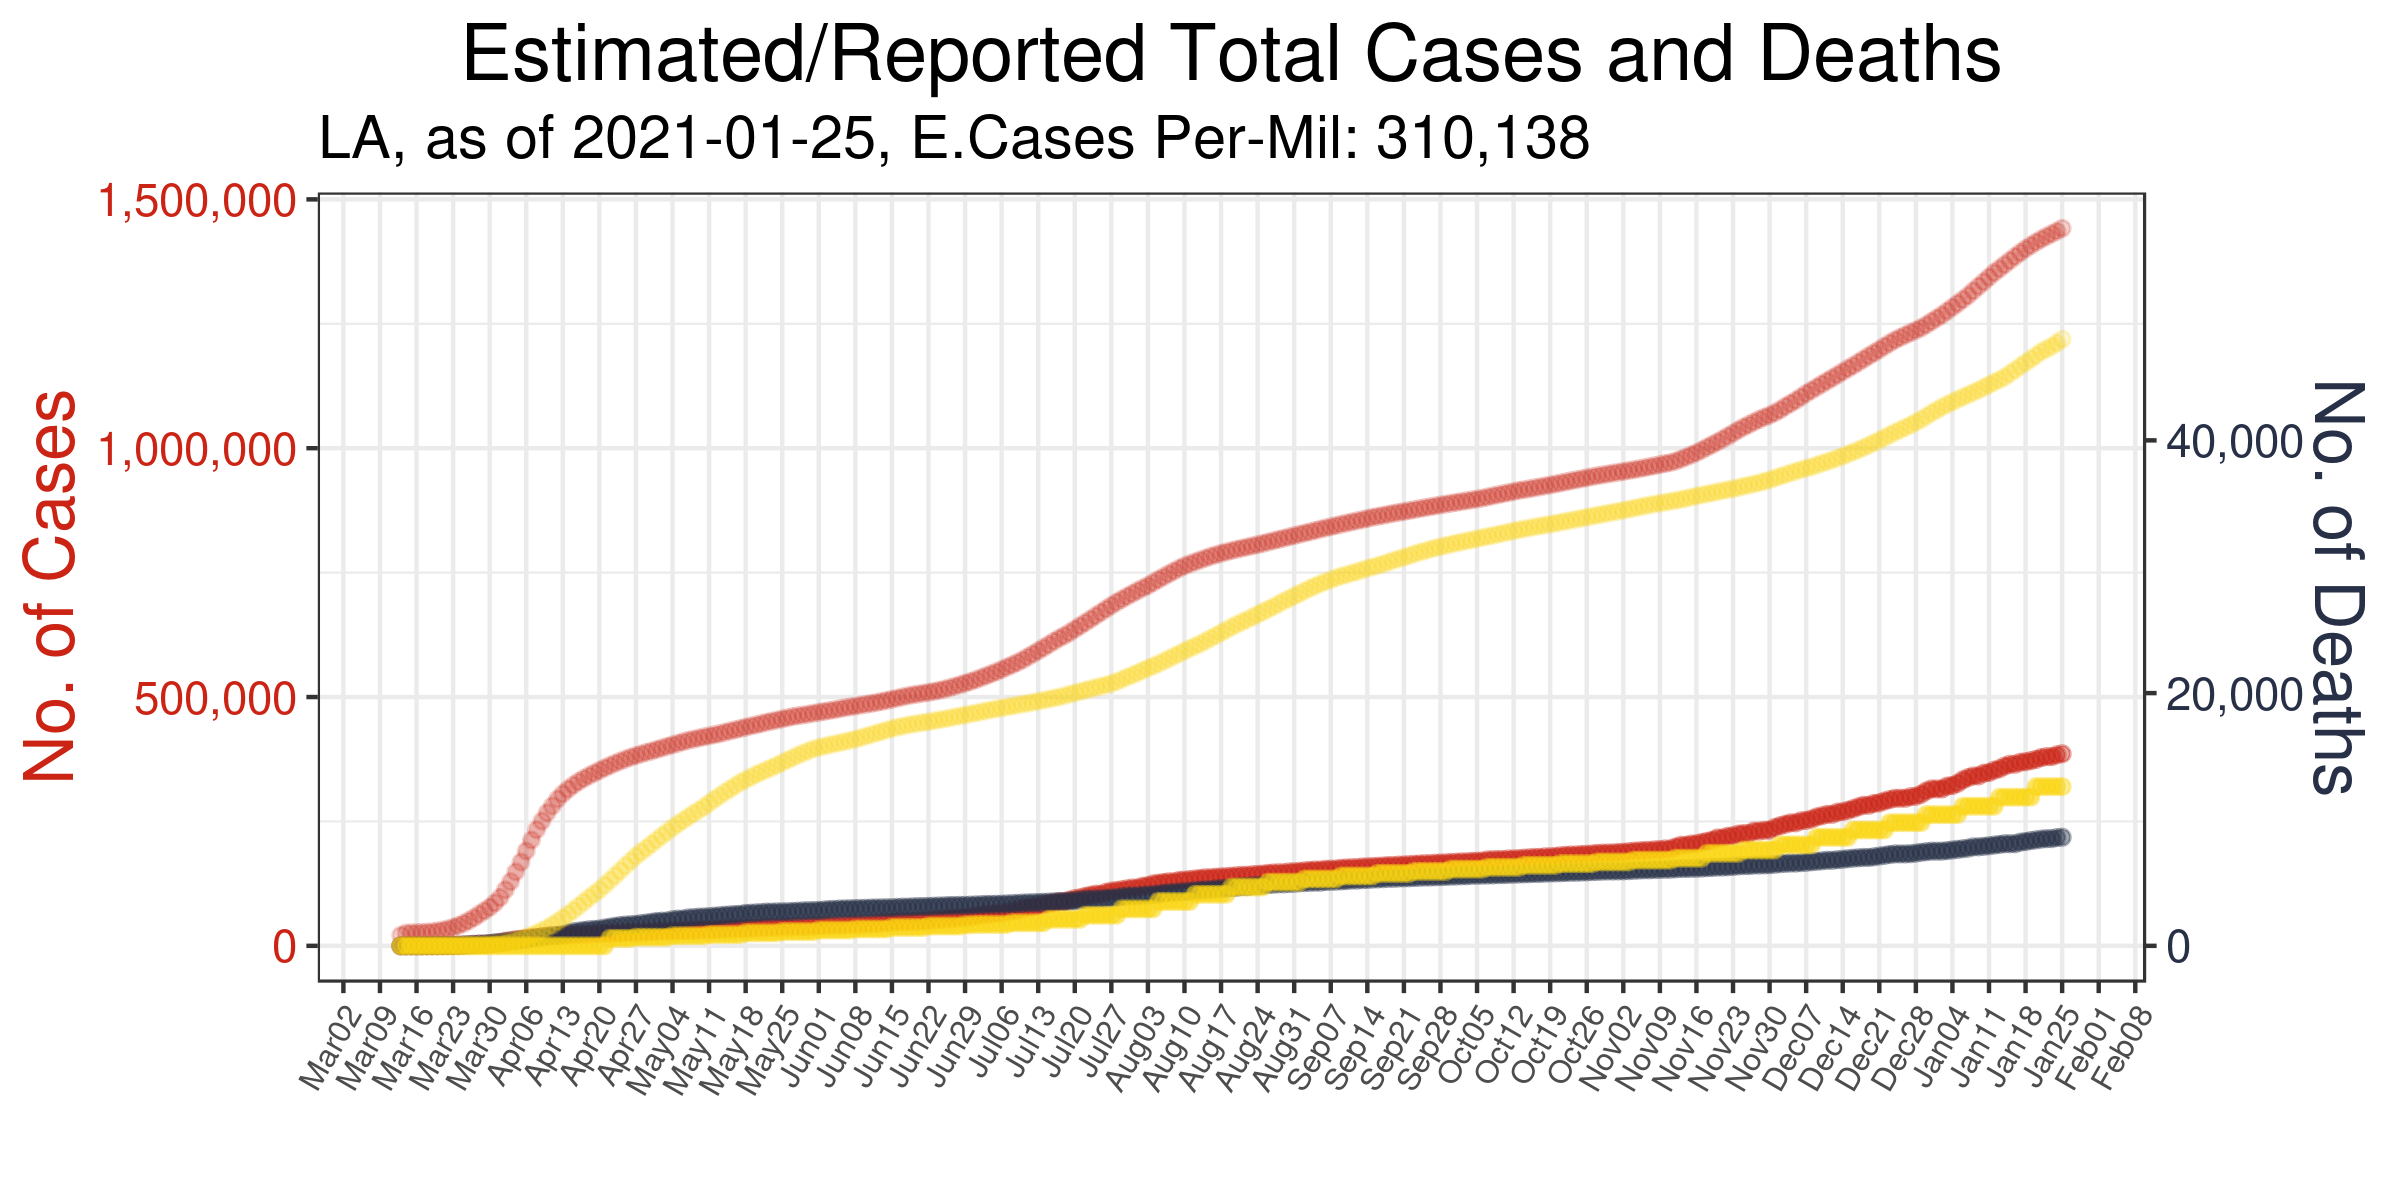 Estimated/Reported Total Cases and Deaths
LA, as of 2021-01-25, E.Cases Per-Mil: 310,138
No. of Cases
1,500,000
1,000,000
500,000
0
40,000
20,000
0
No. of Deaths
Mar02
Mar09
Mar16
Mar23
Mar30
Apr06
Apr13
Apr20
Apr27
May04
May11
May18
May25
Jun01
Jun08
Jun15
Jun22
Jun29
Jul06
Jul13
Jul20
Jul27
Aug03
Aug10
Aug17
Aug24
Aug31
Sep07
Sep14
Sep21
Sep28
Oct05
Oct12
Oct19
Oct26
Nov02
Nov09
Nov16
Nov23
Nov30
Dec07
Dec14
Dec21
Dec28
Jan04
Jan11
Jan18
Jan25
Feb01
Feb08